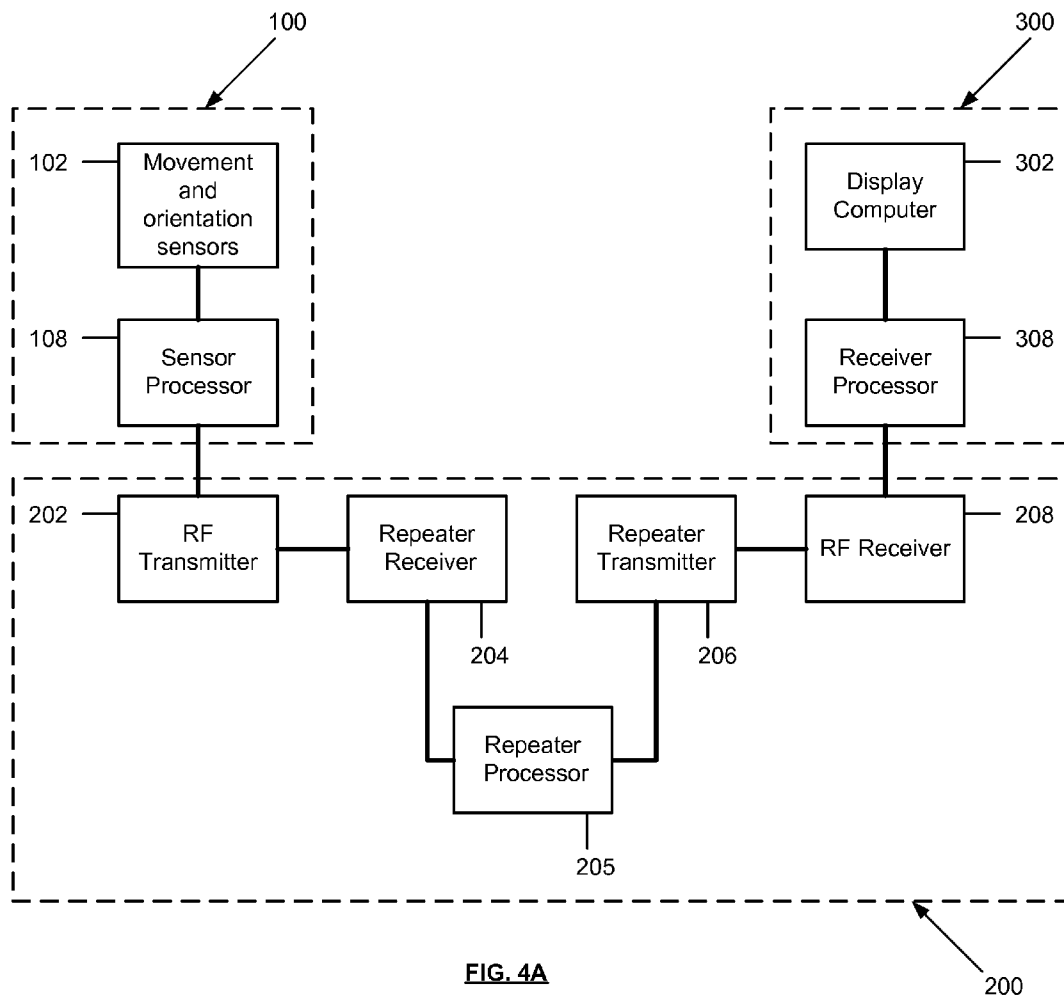 100
300
102
Movement
and
orientation
sensors
Display
Computer
302
108
Sensor
Processor
Receiver
Processor
308
202
RF
Transmitter
Repeater
Receiver
Repeater
Transmitter
RF Receiver
208
204
206
Repeater
Processor
205
FIG. 4A
200